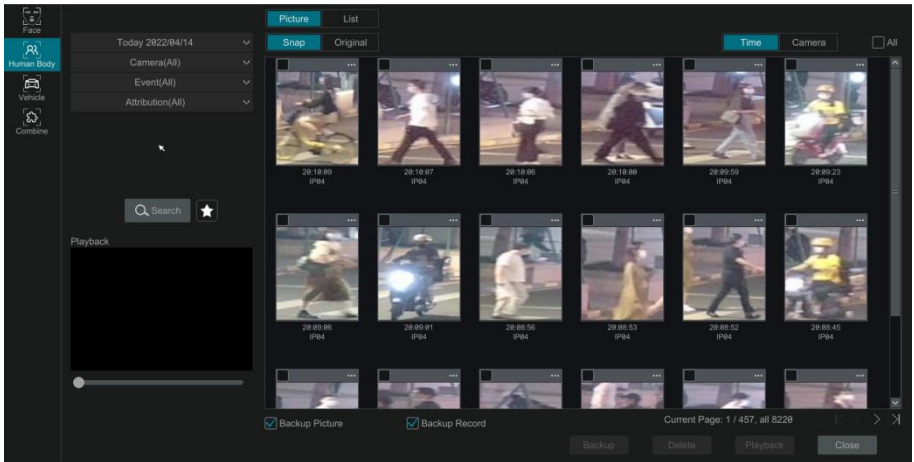 Face
Human Body
Vehicle
Combine
Today 2022/04/14
Camera(All)
Event(All)
Attribution(All)
Search
Playback
Picture List
Snap Original
Time Camera All
20:10:09 20:10:07 20:10:06 20:10:00 20:09:59 20:09:23
IP04 IP04 IP04 IP04 IP04 IP04
20:09:06 20:09:01 20:08:56 20:08:53 20:08:52 20:08:45
IP04 IP04 IP04 IP04 IP04 IP04
Backup Picture Backup Record Current Page: 1 / 457, all 8220
Backup Delete Playback Close